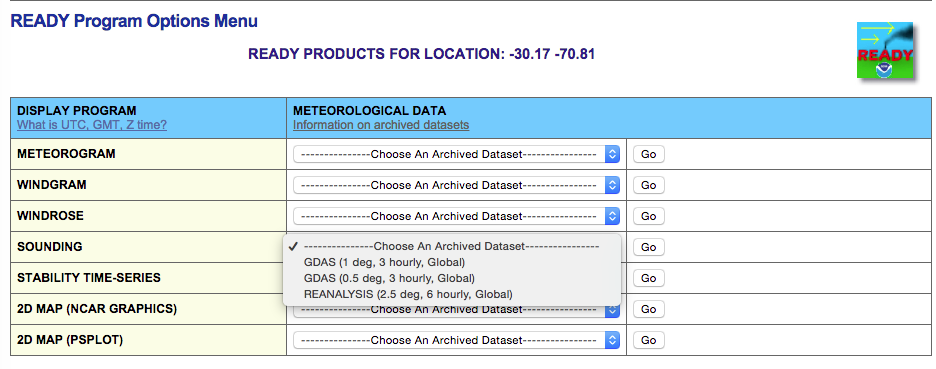 READY Program Options Menu
READY PRODUCTS FOR LOCATION: -30.17 -70.81
READY
DISPLAY PROGRAM
What is UTC, GMT, Z time?
METEOROLOGICAL DATA
Information on archived datasets
METEOROGRAM
---------------Choose An Archived Dataset----------------
Go
WINDGRAM
---------------Choose An Archived Dataset----------------
Go
WINDROSE
---------------Choose An Archived Dataset----------------
Go
SOUNDING
✓ ---------------Choose An Archived Dataset----------------
Go
GDAS (1 deg, 3 hourly, Global)
STABILITY TIME-SERIES
GDAS (0.5 deg, 3 hourly, Global)
Go
REANALYSIS (2.5 deg, 6 hourly, Global)
2D MAP (NCAR GRAPHICS)
---------------Choose An Archived Dataset----------------
Go
2D MAP (PSPLOT)
---------------Choose An Archived Dataset----------------
Go